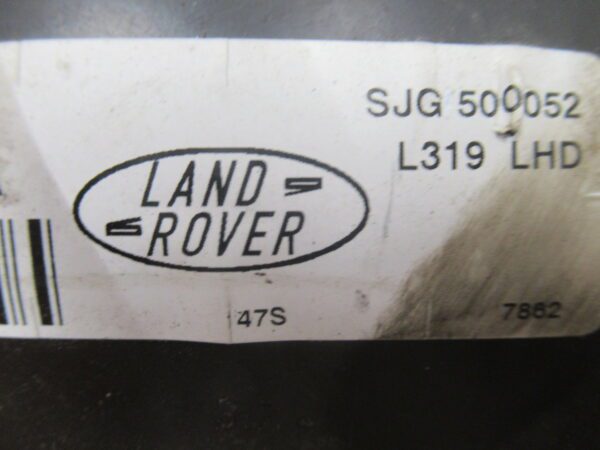 SJG 500052
L319 LHD
LAND
ROVER
47S
7862